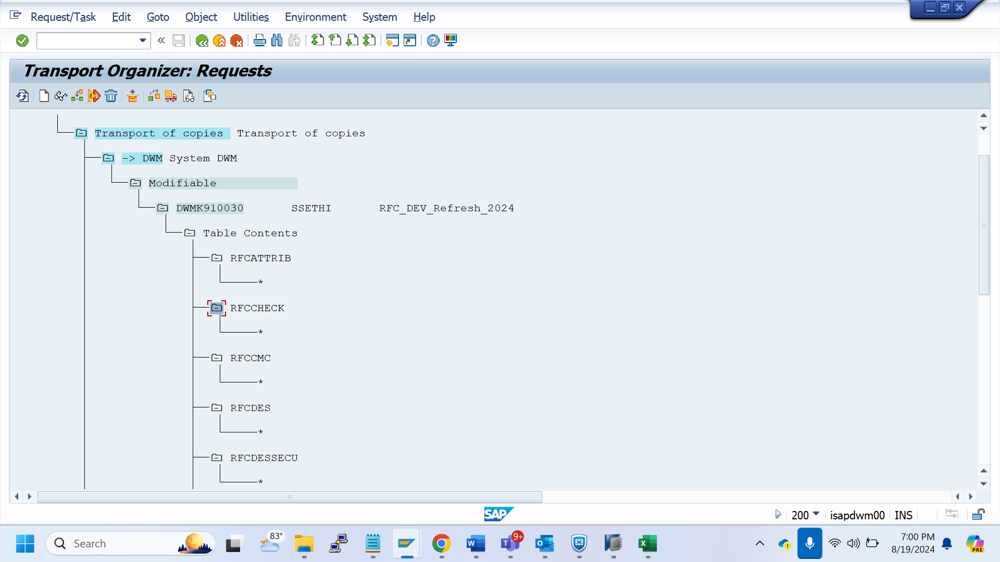 Request/Task Edit Goto Object Utilities Environment System Help
Transport Organizer: Requests
Transport of copies Transport of copies
-> DWM System DWM
Modifiable
DWMK910030 SSETHI RFC_DEV_Refresh_2024
Table Contents
RFCATTRIB
*
RFCCHECK
*
RFCCMC
*
RFCDES
*
RFCDESSECU
*
SAP
200 isapdwm00 INS
Search
83°
9+
7:00 PM
8/19/2024
PRE